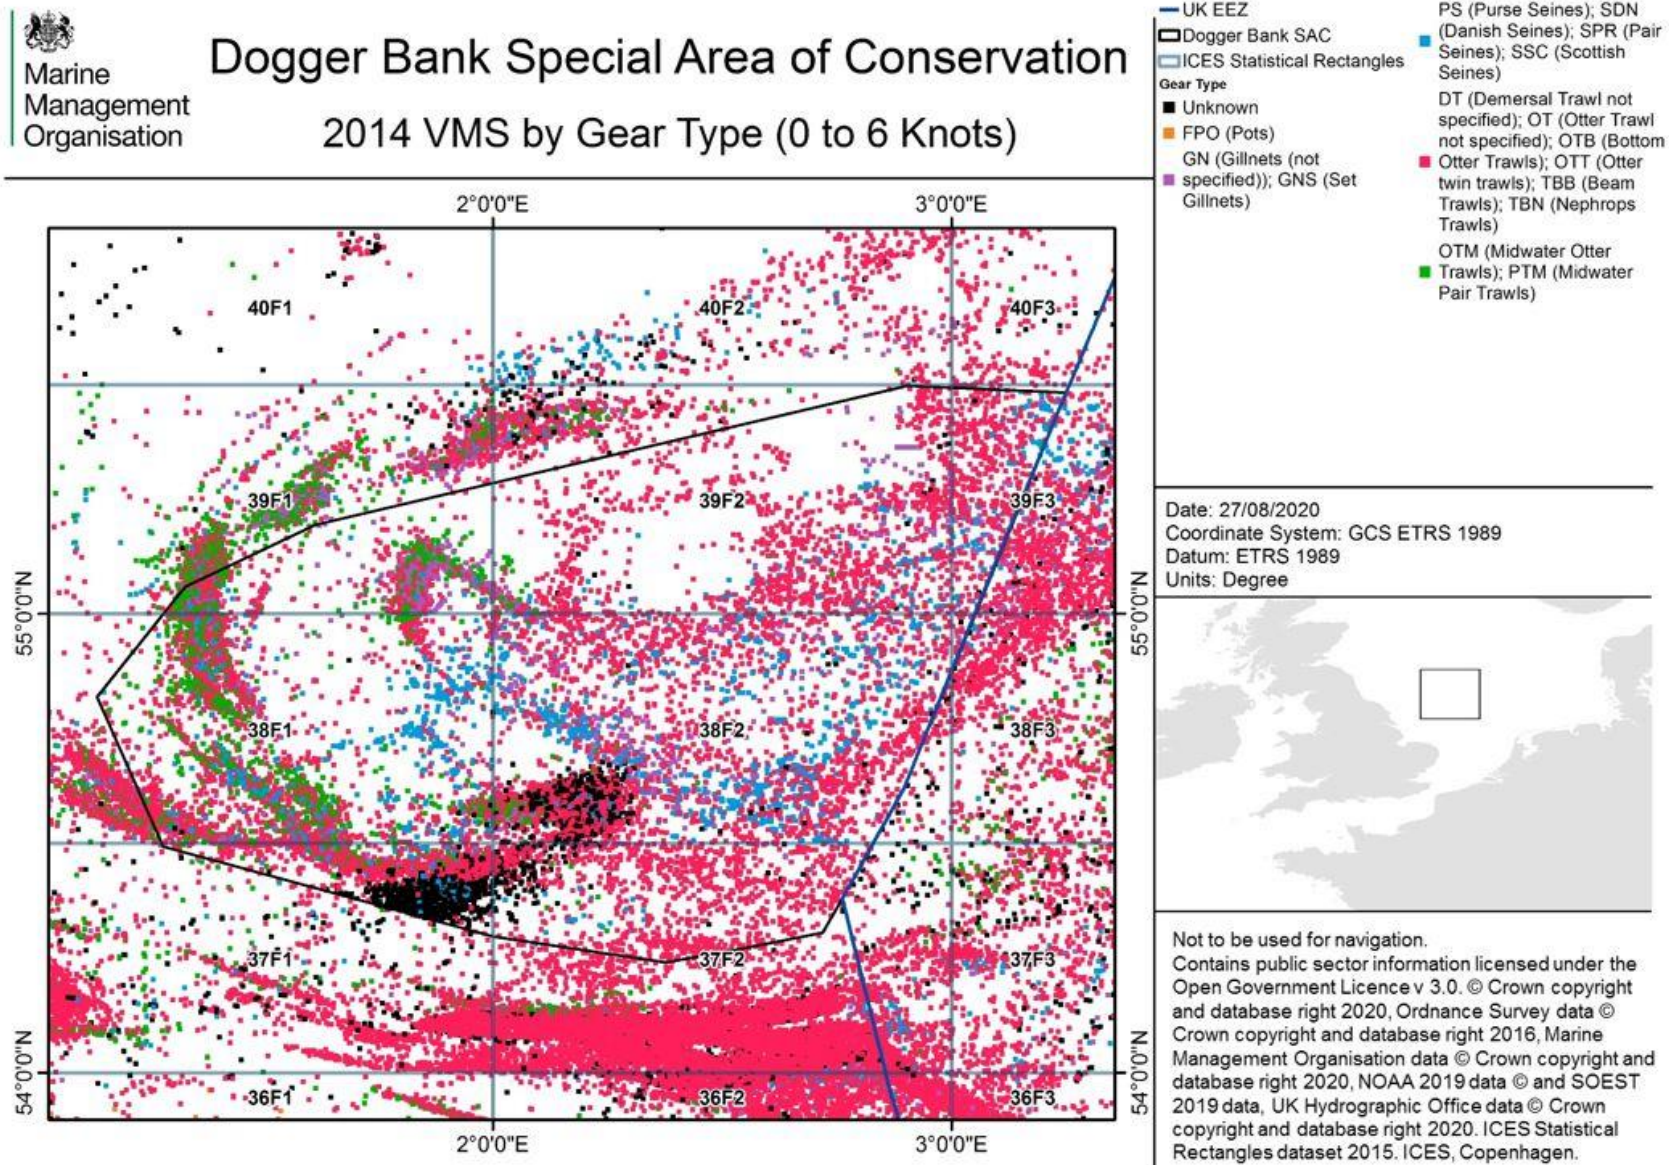 Marine
Management
Organisation
Dogger Bank Special Area of Conservation
2014 VMS by Gear Type (0 to 6 Knots)
UK EEZ
Dogger Bank SAC
ICES Statistical Rectangles
Gear Type
Unknown
FPO (Pots)
GN (Gillnets (not
specified)); GNS (Set
Gillnets)
PS (Purse Seines); SDN
(Danish Seines); SPR (Pair
Seines); SSC (Scottish
Seines)
DT (Demersal Trawl not
specified); OT (Otter Trawl
not specified); OTB (Bottom
Otter Trawls); OTT (Otter
twin trawls); TBB (Beam
Trawls); TBN (Nephrops
Trawls)
OTM (Midwater Otter
Trawls); PTM (Midwater
Pair Trawls)
2°0'0"E
3°0'0"E
40F1
40F2
40F3
39F1
39F2
39F3
55°0'0"N
55°0'0"N
38F1
38F2
38F3
37F1
37F2
37F3
54°0'0"N
54°0'0"N
36F1
36F2
36F3
2°0'0"E
3°0'0"E
Date: 27/08/2020
Coordinate System: GCS ETRS 1989
Datum: ETRS 1989
Units: Degree
Not to be used for navigation.
Contains public sector information licensed under the
Open Government Licence v 3.0. © Crown copyright
and database right 2020, Ordnance Survey data ©
Crown copyright and database right 2016, Marine
Management Organisation data © Crown copyright and
database right 2020, NOAA 2019 data © and SOEST
2019 data, UK Hydrographic Office data © Crown
copyright and database right 2020. ICES Statistical
Rectangles dataset 2015. ICES, Copenhagen.